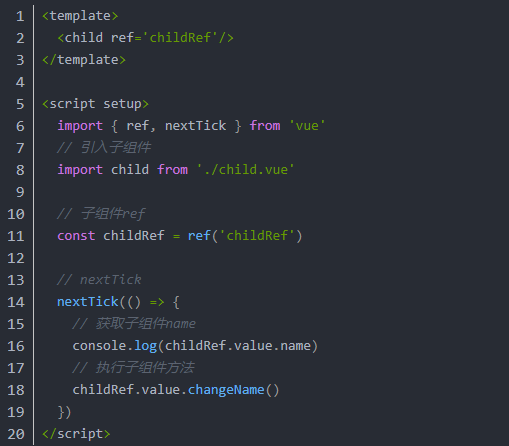 1 <template>
2   <child ref='childRef'/>
3 </template>
4
5 <script setup>
6   import { ref, nextTick } from 'vue'
7   // 引入子组件
8   import child from './child.vue'
9
10   // 子组件ref
11   const childRef = ref('childRef')
12
13   // nextTick
14   nextTick(() => {
15     // 获取子组件name
16     console.log(childRef.value.name)
17     // 执行子组件方法
18     childRef.value.changeName()
19   })
20 </script>